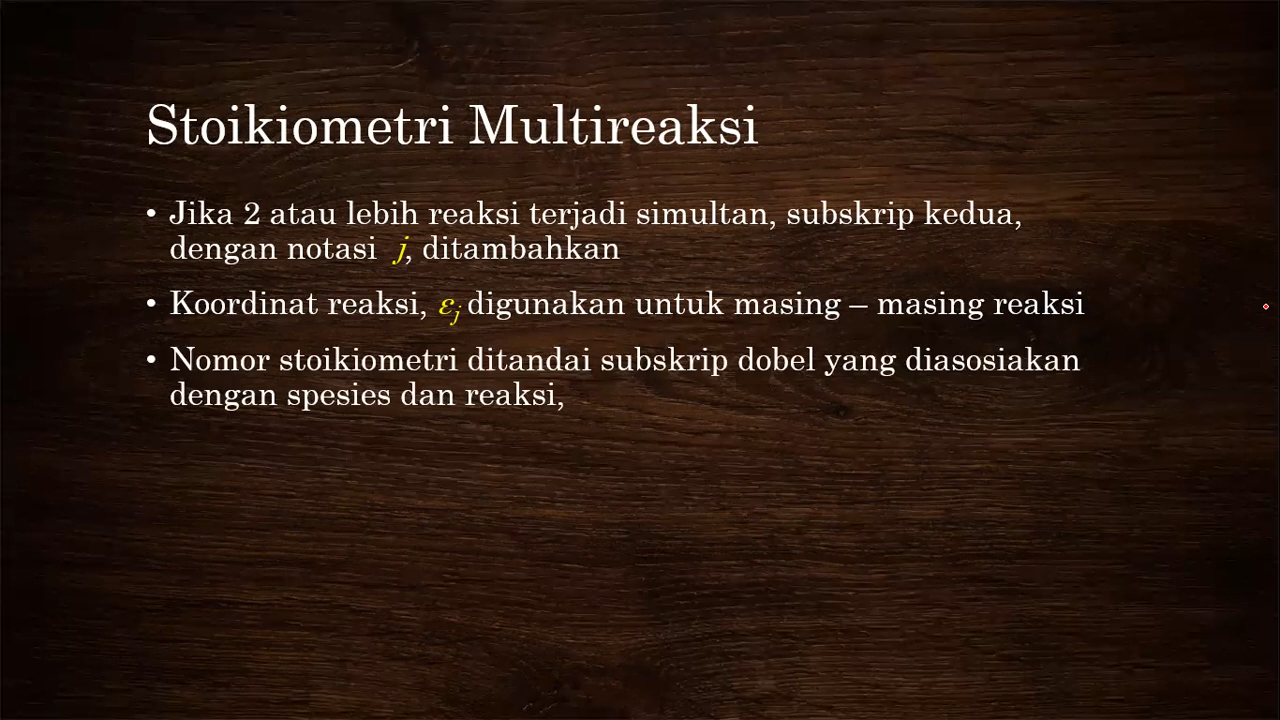 Stoikiometri Multireaksi
• Jika 2 atau lebih reaksi terjadi simultan, subskrip kedua,
dengan notasi j, ditambahkan
• Koordinat reaksi, εj digunakan untuk masing – masing reaksi
• Nomor stoikiometri ditandai subskrip dobel yang diasosiakan
dengan spesies dan reaksi,